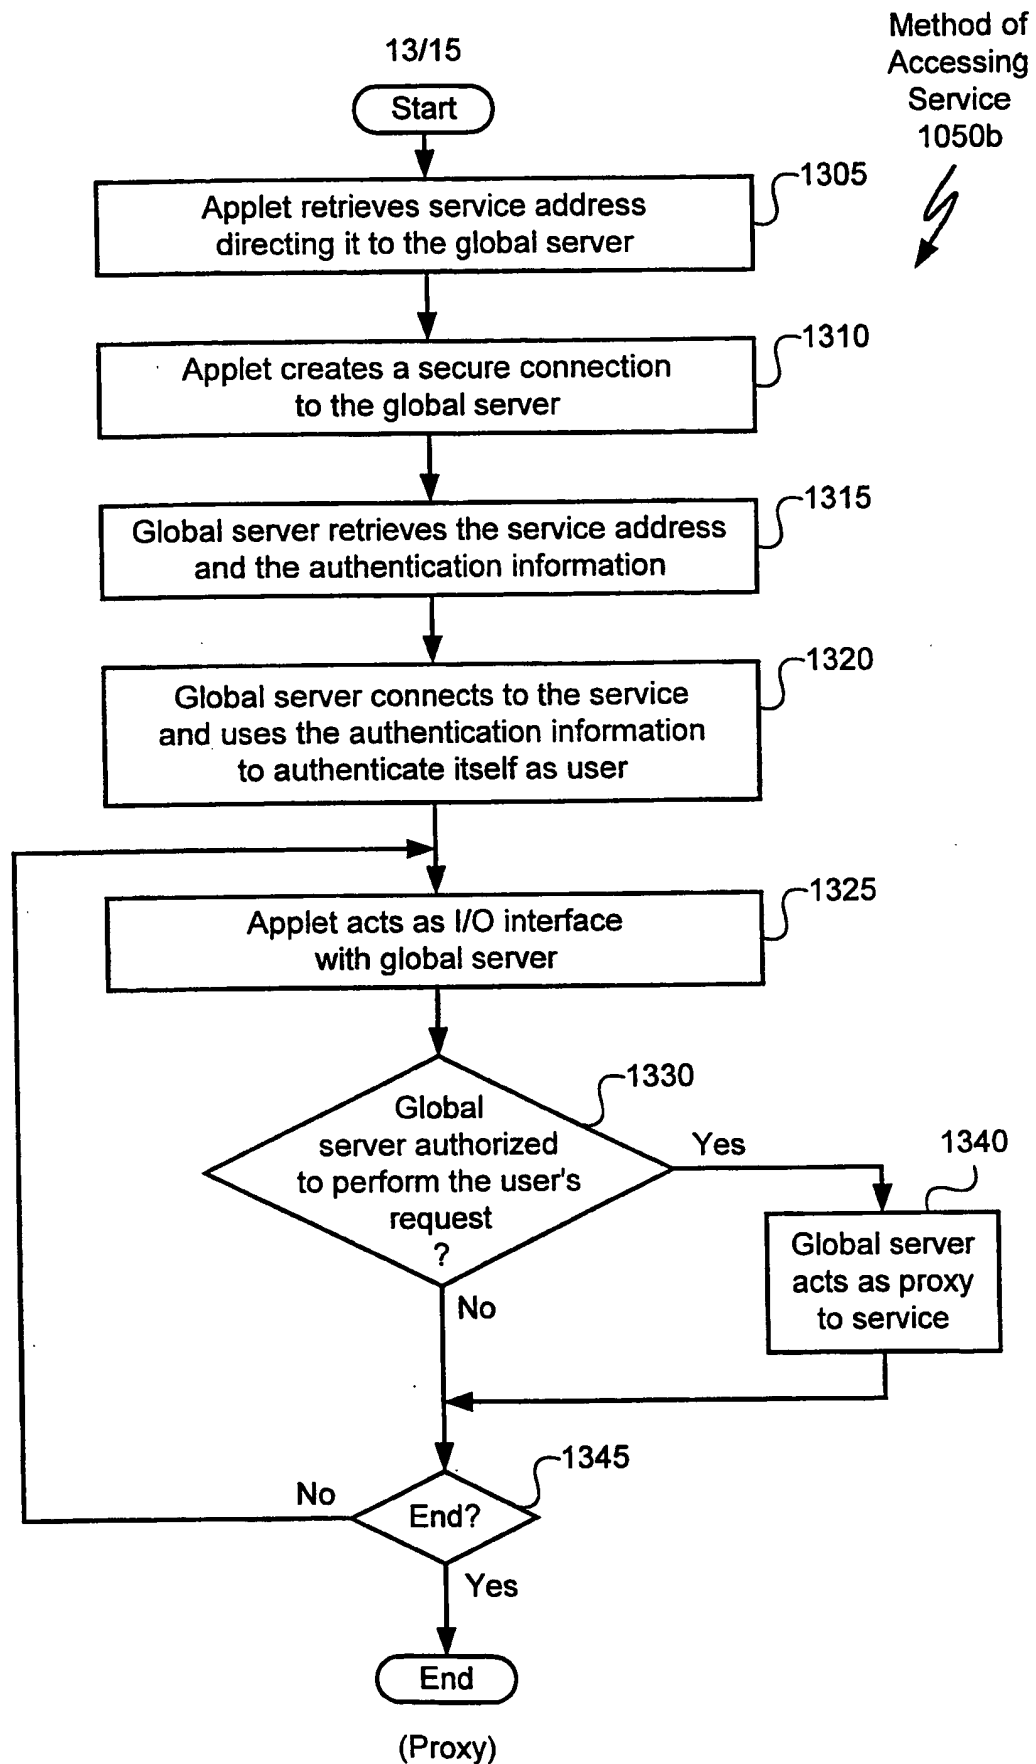 13/15
Method of
Accessing
Service
1050b
Start
1305
Applet retrieves service address
directing it to the global server
1310
Applet creates a secure connection
to the global server
1315
Global server retrieves the service address
and the authentication information
1320
Global server connects to the service
and uses the authentication information
to authenticate itself as user
1325
Applet acts as I/O interface
with global server
1330
Global
server authorized
to perform the user's
request
?
Yes
1340
Global server
acts as proxy
to service
No
1345
No
End?
Yes
End
(Proxy)